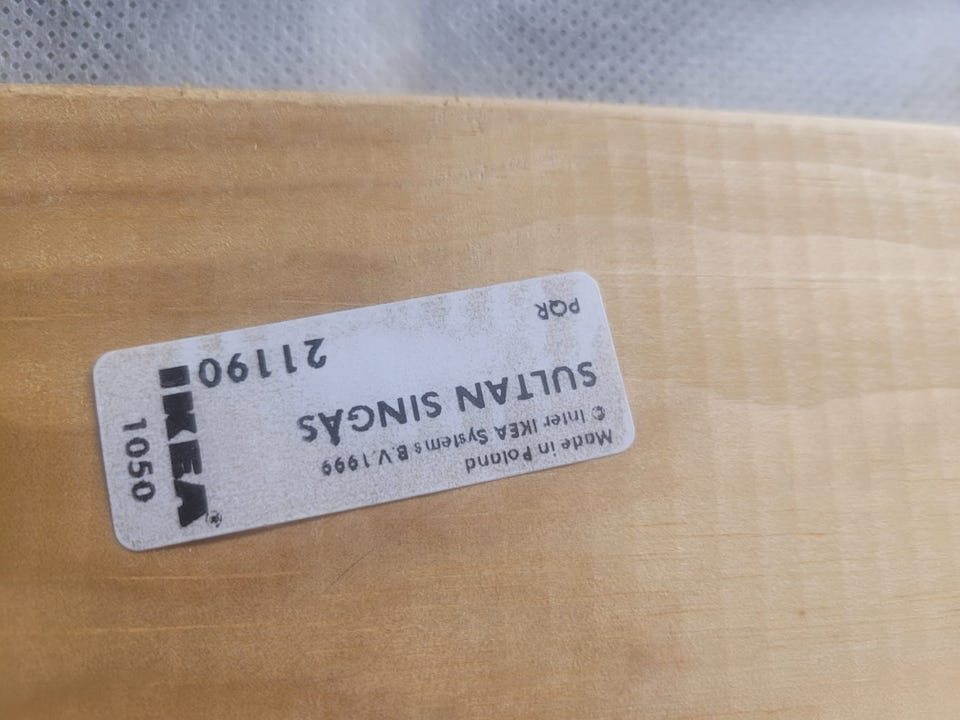 Made in Poland
© Inter IKEA Systems B.V. 1999
SULTAN SINGÅS
PQR
21190
IKEA®
1050